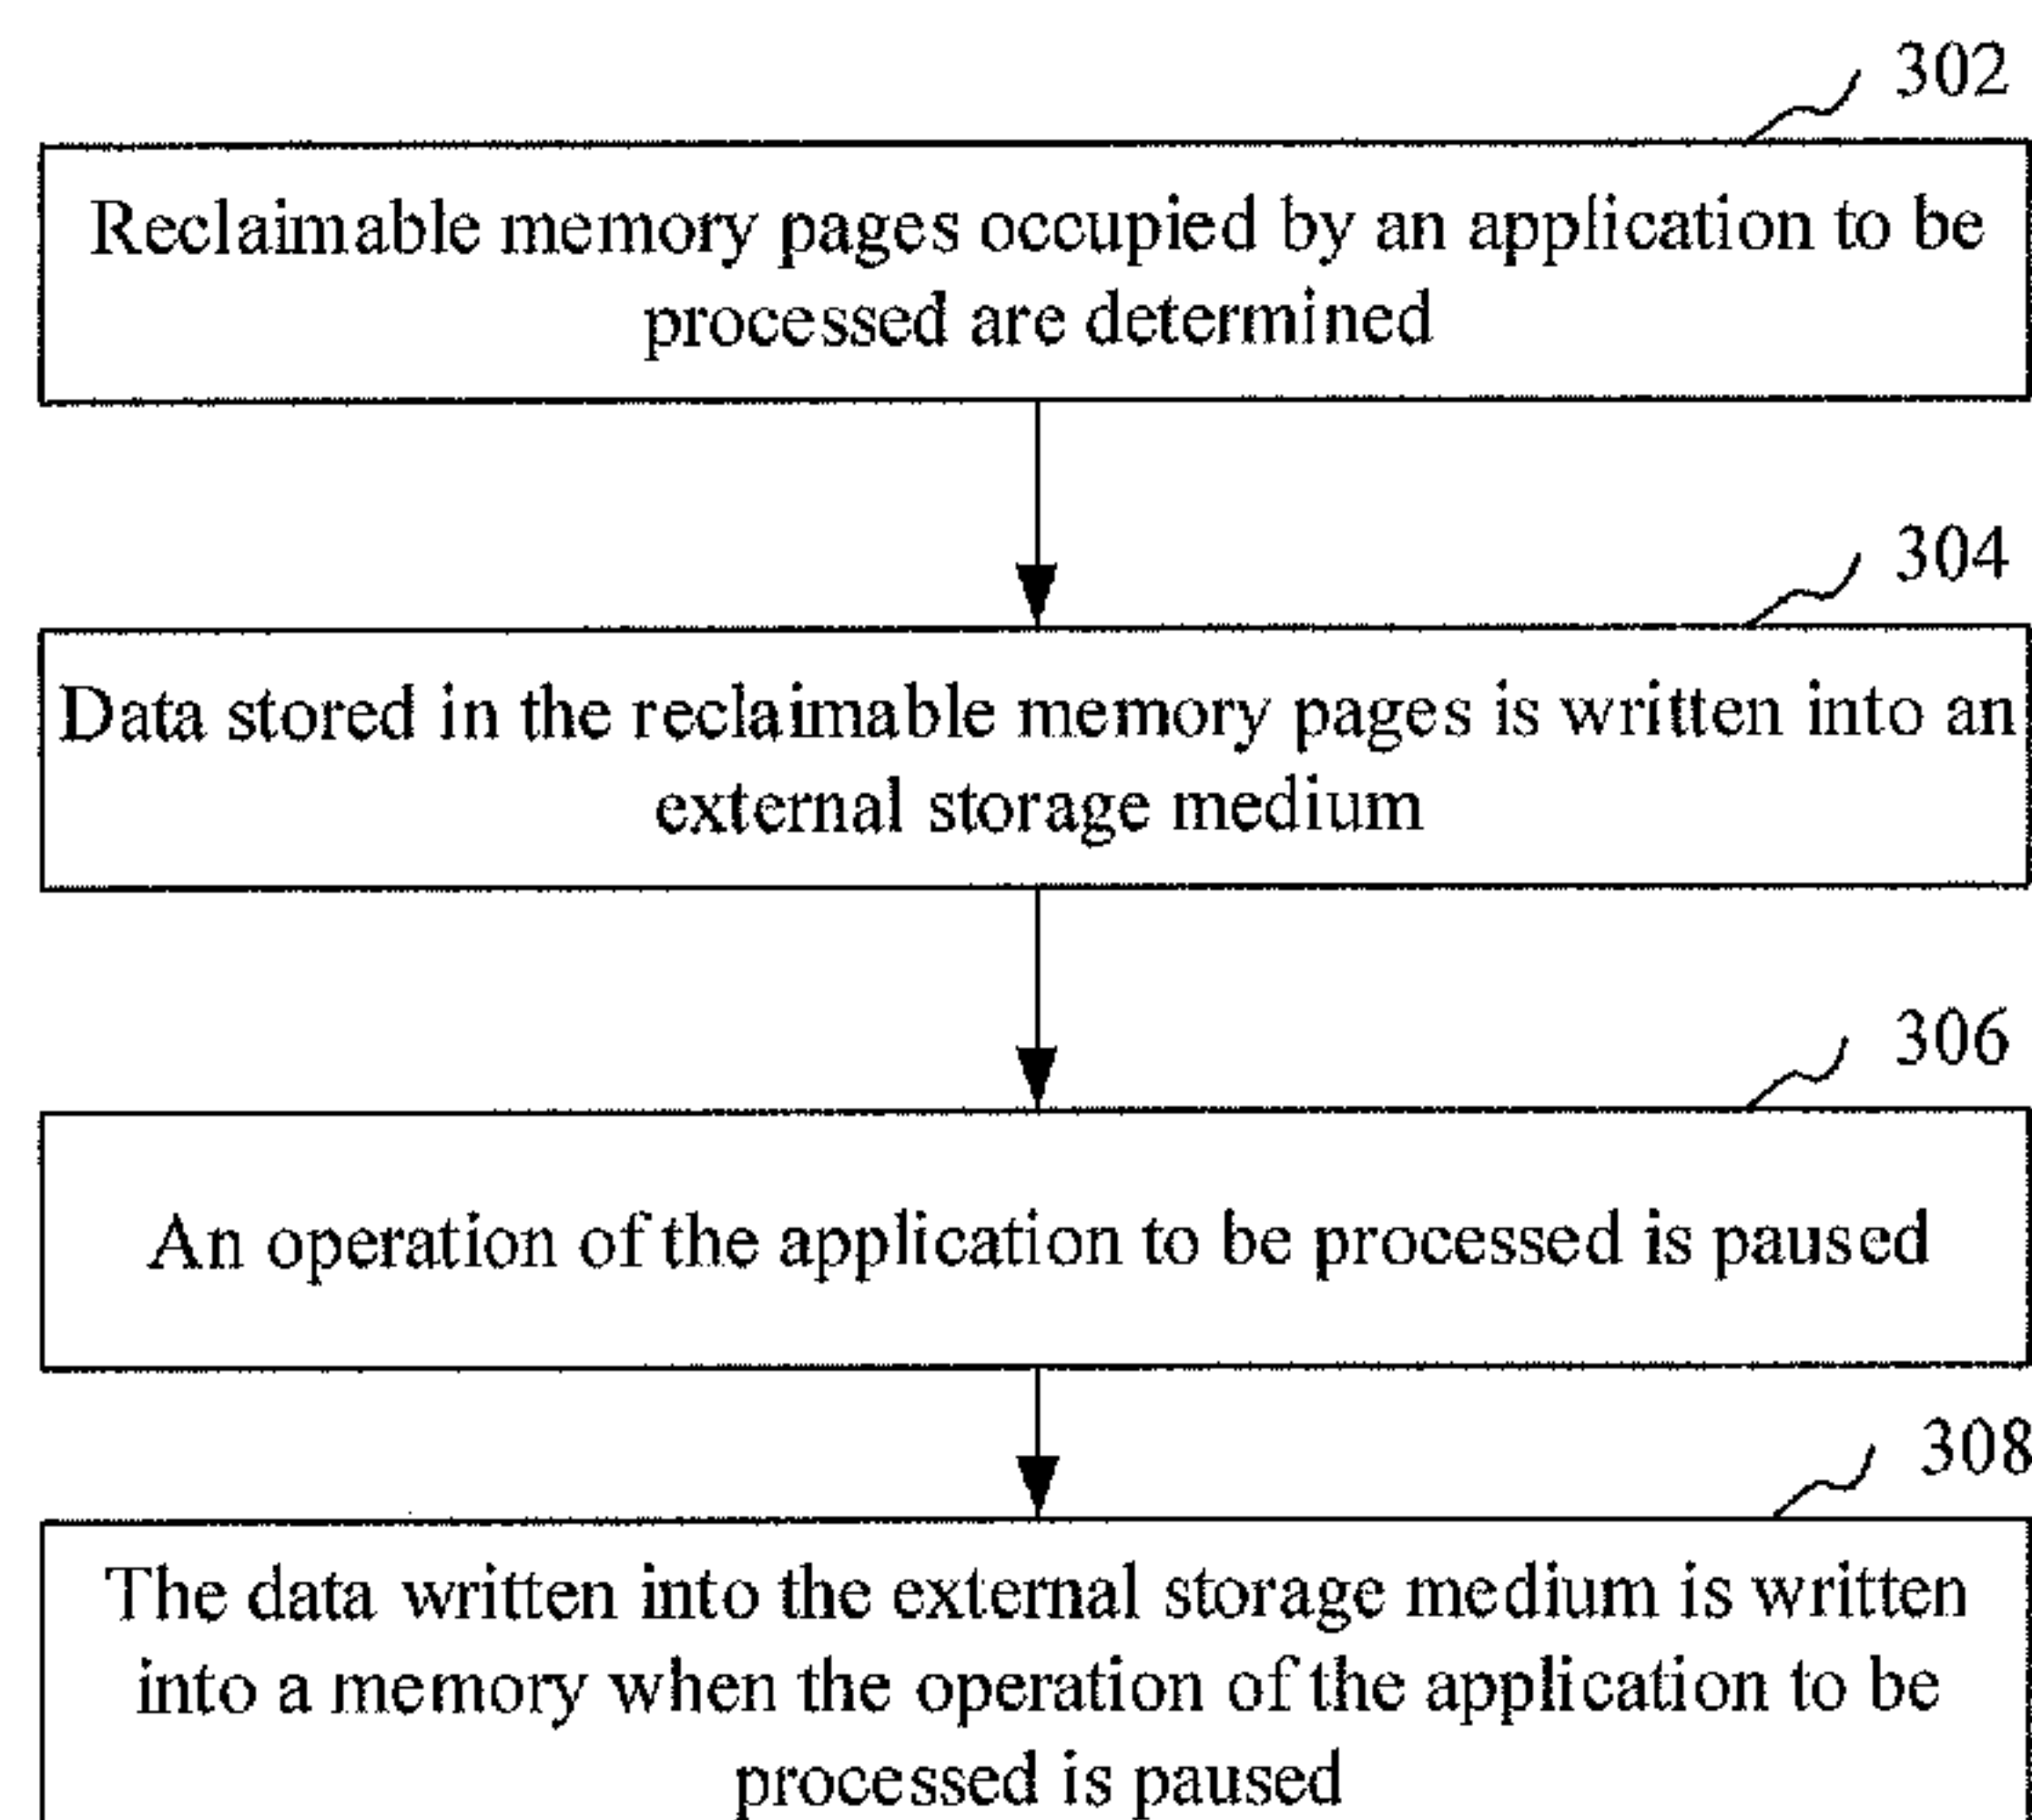 302
Reclaimable memory pages occupied by an application to be
processed are determined
304
Data stored in the reclaimable memory pages is written into an
external storage medium
306
An operation of the application to be processed is paused
308
The data written into the external storage medium is written
into a memory when the operation of the application to be
processed is paused